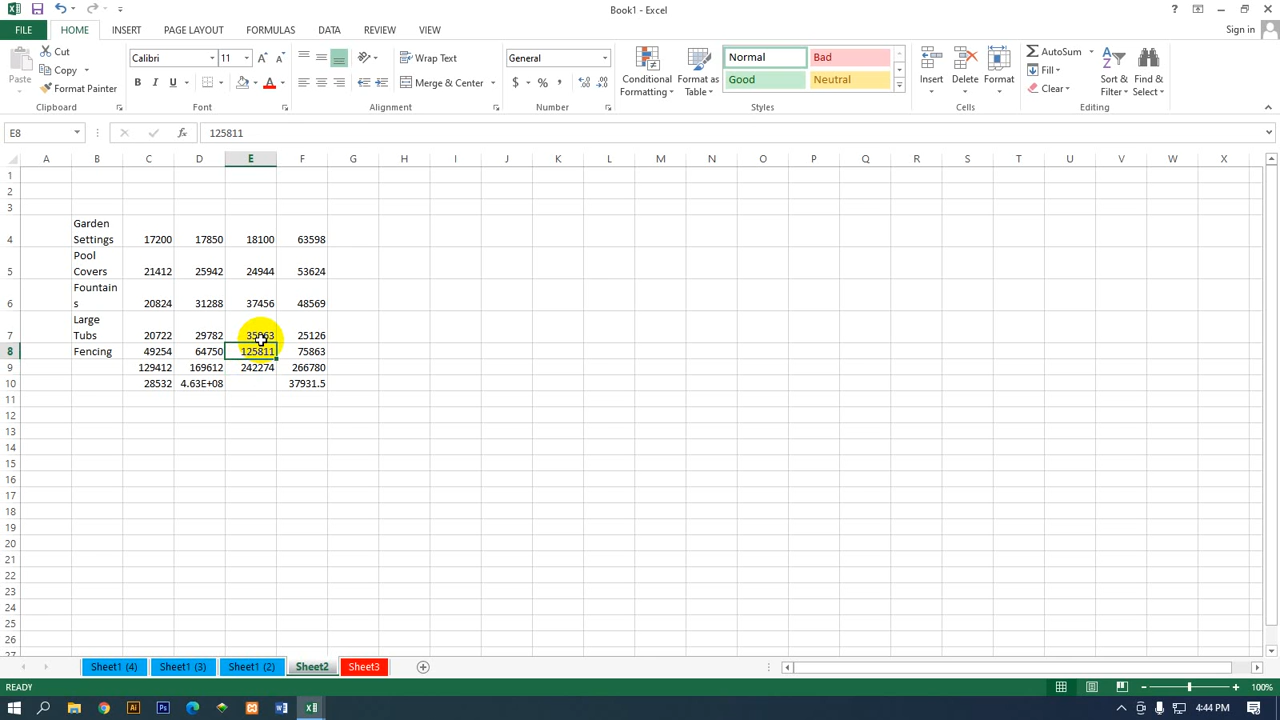 Book1 - Excel
FILE HOME INSERT PAGE LAYOUT FORMULAS DATA REVIEW VIEW Sign in
Paste
Cut
Copy
Format Painter
Clipboard
Calibri 11
B I U
Font
Wrap Text
Merge & Center
Alignment
General
$ % ,
Number
Conditional Formatting
Format as Table
Normal Bad
Good Neutral
Styles
Insert Delete Format
Cells
AutoSum
Fill
Clear
Sort & Filter
Find & Select
Editing
E8 fx 125811
A B C D E F G H I J K L M N O P Q R S T U V W X
1
2
3
4 Garden Settings 17200 17850 18100 63598
5 Pool Covers 21412 25942 24944 53624
6 Fountain s 20824 31288 37456 48569
7 Large Tubs 20722 29782 35963 25126
8 Fencing 49254 64750 125811 75863
9 129412 169612 242274 266780
10 28532 4.63E+08 37931.5
11
12
13
14
15
16
17
18
19
20
21
22
23
24
25
26
27
Sheet1 (4) Sheet1 (3) Sheet1 (2) Sheet2 Sheet3
READY 100%
4:44 PM